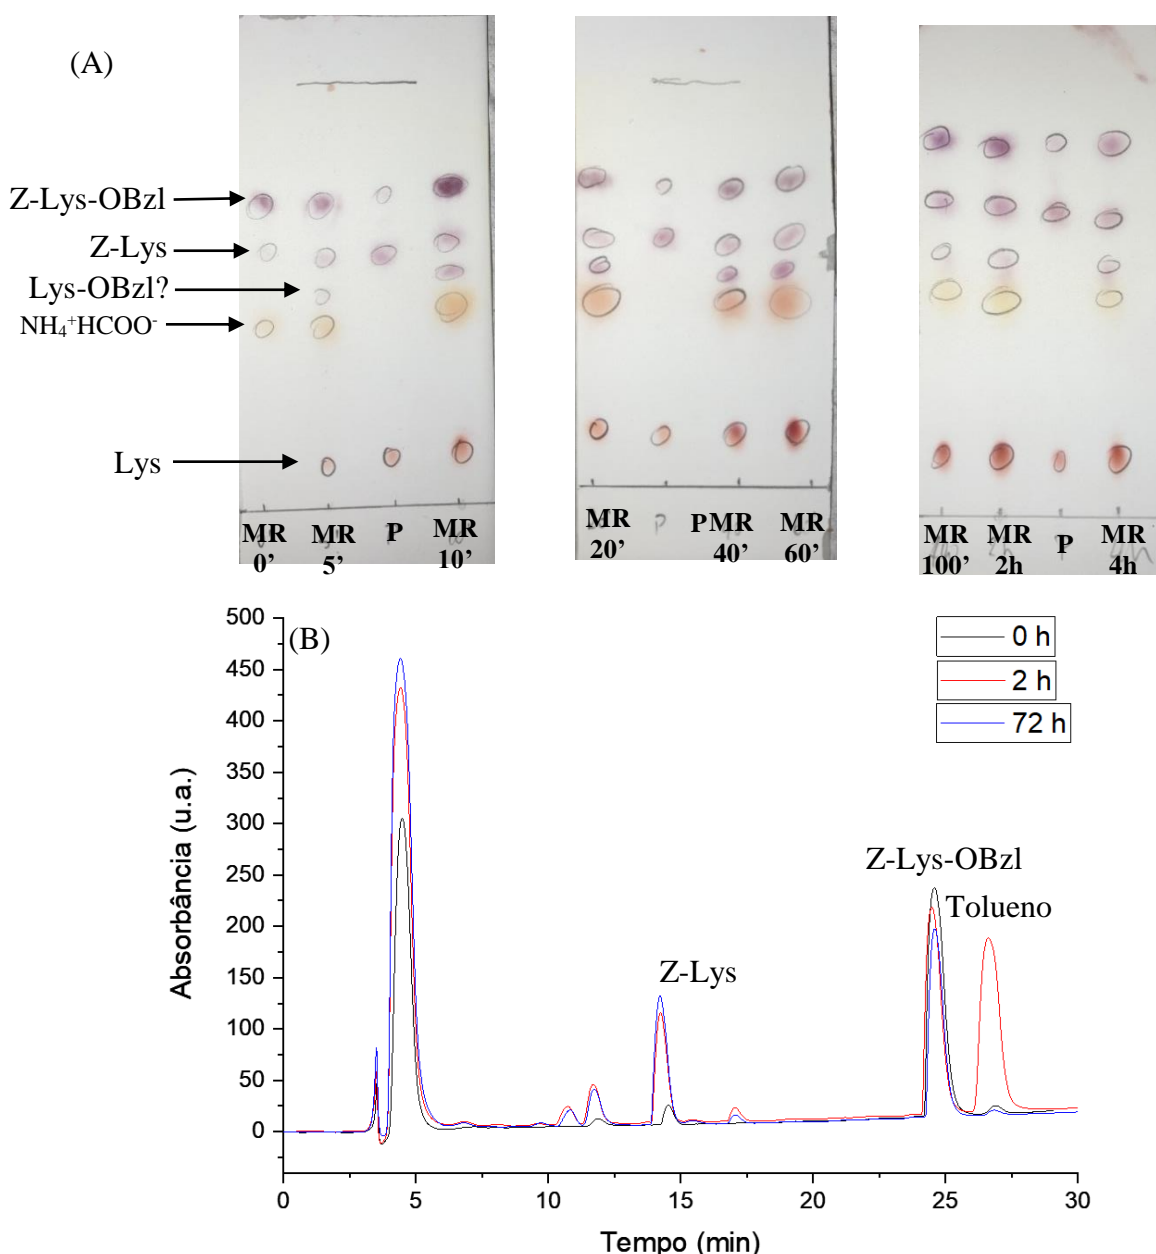 (A)
Z-Lys-OBzl
Z-Lys
Lys-OBzl?
NH₄⁺HCOO⁻
Lys
MR 0’
MR 5’
P
MR 10’
MR 20’
P
P
MR 40’
MR 60’
MR 100’
MR 2h
P
MR 4h
(B)
0 h
2 h
72 h
Absorbância (u.a.)
500
450
400
350
300
250
200
150
100
50
0
Z-Lys
Z-Lys-OBzl
Tolueno
0
5
10
15
20
25
30
Tempo (min)